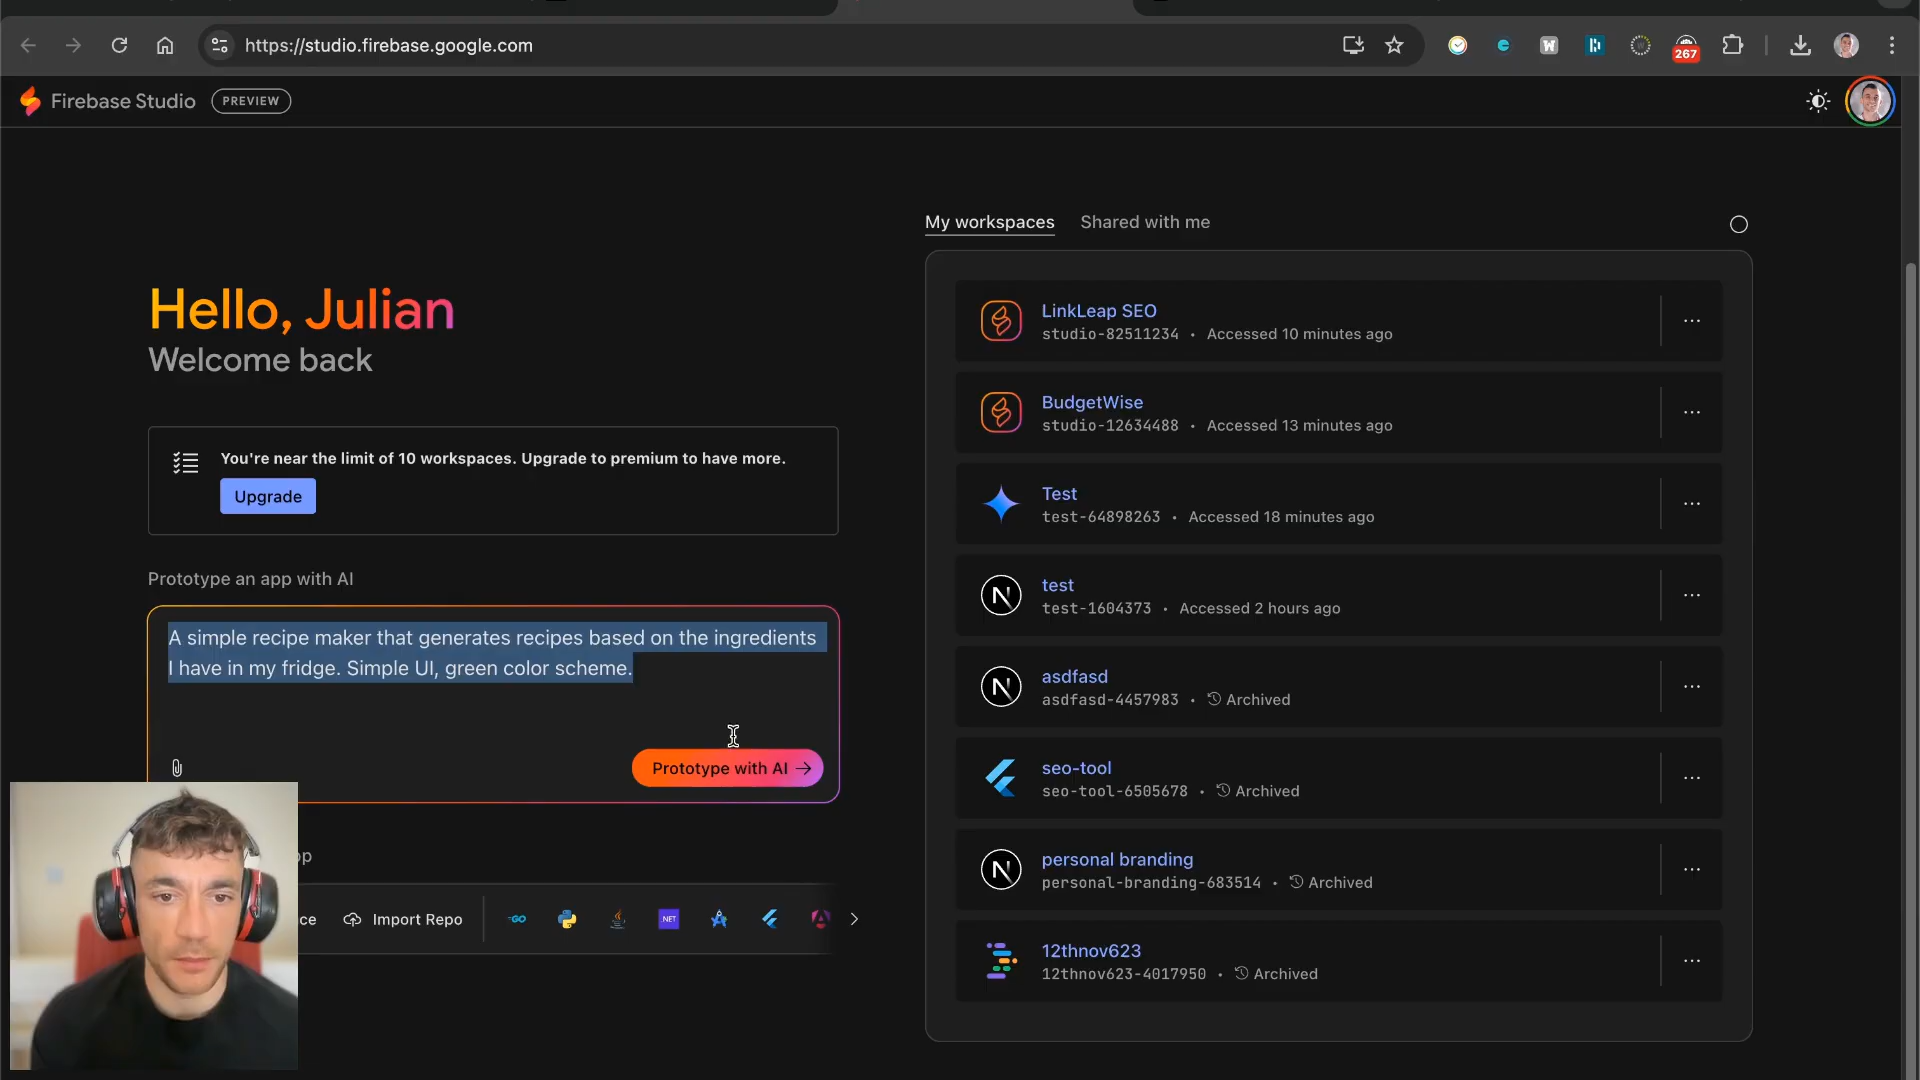 https://studio.firebase.google.com
267
Firebase Studio
PREVIEW
Hello, Julian
Welcome back
You're near the limit of 10 workspaces. Upgrade to premium to have more.
Upgrade
Prototype an app with AI
A simple recipe maker that generates recipes based on the ingredients
I have in my fridge. Simple UI, green color scheme.
Prototype with AI →
pp
ce
Import Repo
GO
.NET
My workspaces
Shared with me
LinkLeap SEO
studio-82511234 • Accessed 10 minutes ago
BudgetWise
studio-12634488 • Accessed 13 minutes ago
Test
test-64898263 • Accessed 18 minutes ago
test
test-1604373 • Accessed 2 hours ago
asdfasd
asdfasd-4457983 • Archived
seo-tool
seo-tool-6505678 • Archived
personal branding
personal-branding-683514 • Archived
12thnov623
12thnov623-4017950 • Archived